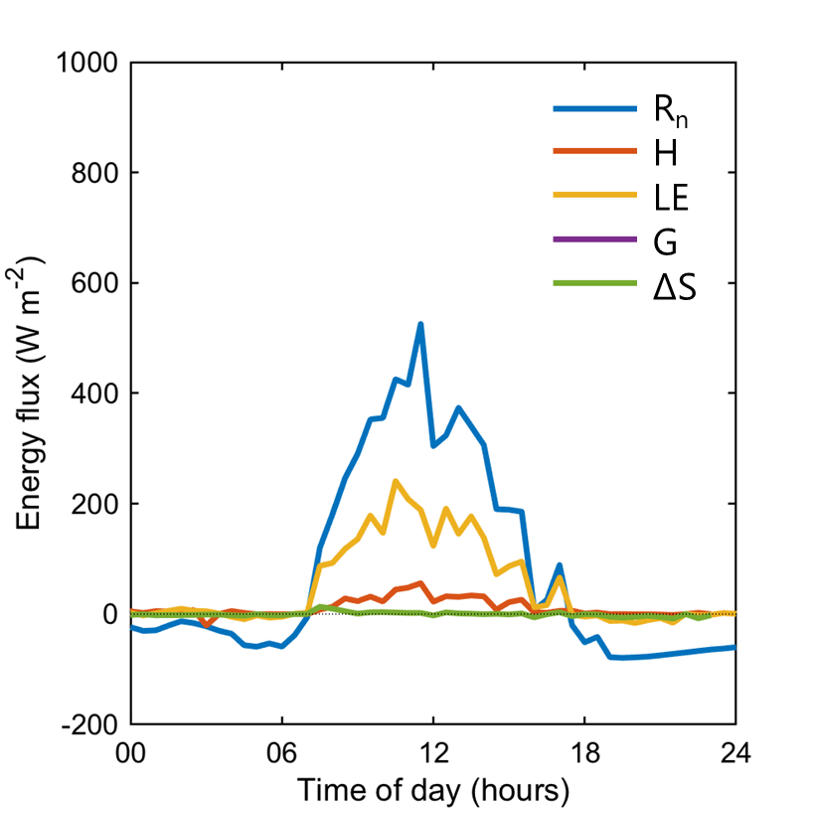 1000
800
600
400
200
0
-200
00 06 12 18 24
Time of day (hours)
Energy flux (W m⁻²)
Rₙ
H
LE
G
ΔS